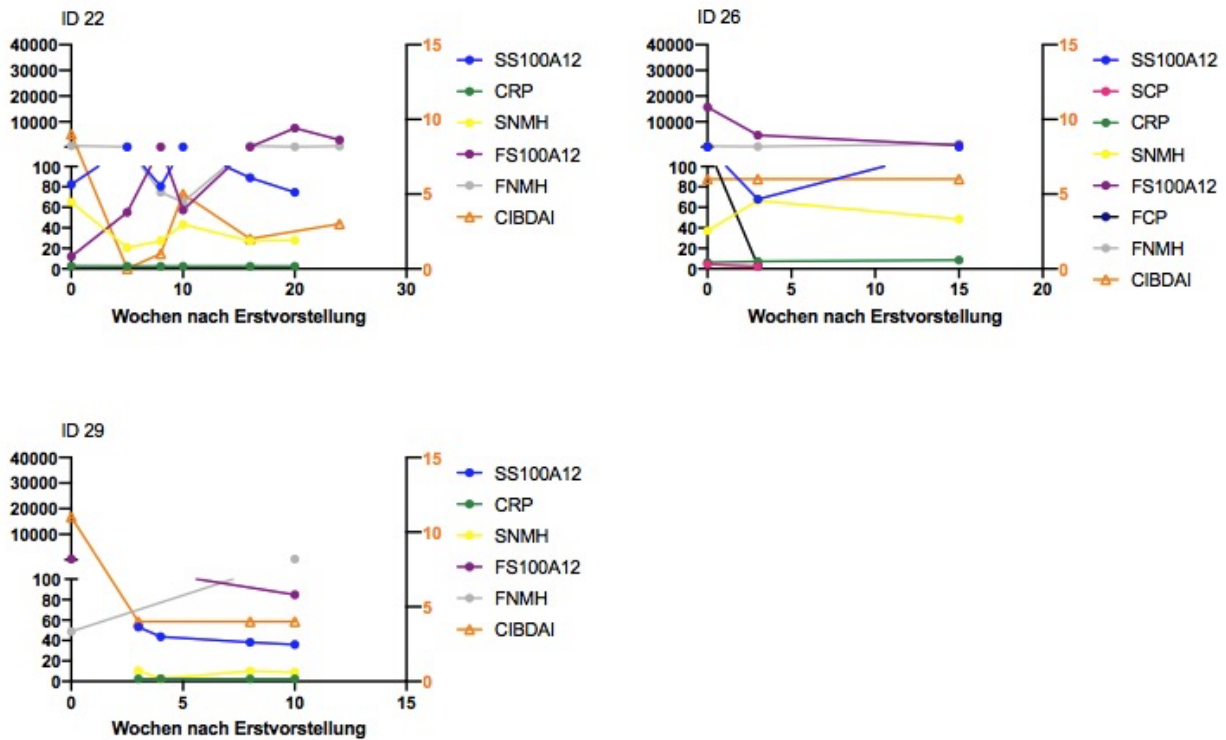 ID 22
40000
30000
20000
10000
100
80
60
40
20
0
0 10 20 30
15
10
5
0
Wochen nach Erstvorstellung
SS100A12
CRP
SNMH
FS100A12
FNMH
CIBDAI
ID 26
40000
30000
20000
10000
100
80
60
40
20
0
0 5 10 15 20
15
10
5
0
Wochen nach Erstvorstellung
SS100A12
SCP
CRP
SNMH
FS100A12
FCP
FNMH
CIBDAI
ID 29
40000
30000
20000
10000
100
80
60
40
20
0
0 5 10 15
15
10
5
0
Wochen nach Erstvorstellung
SS100A12
CRP
SNMH
FS100A12
FNMH
CIBDAI